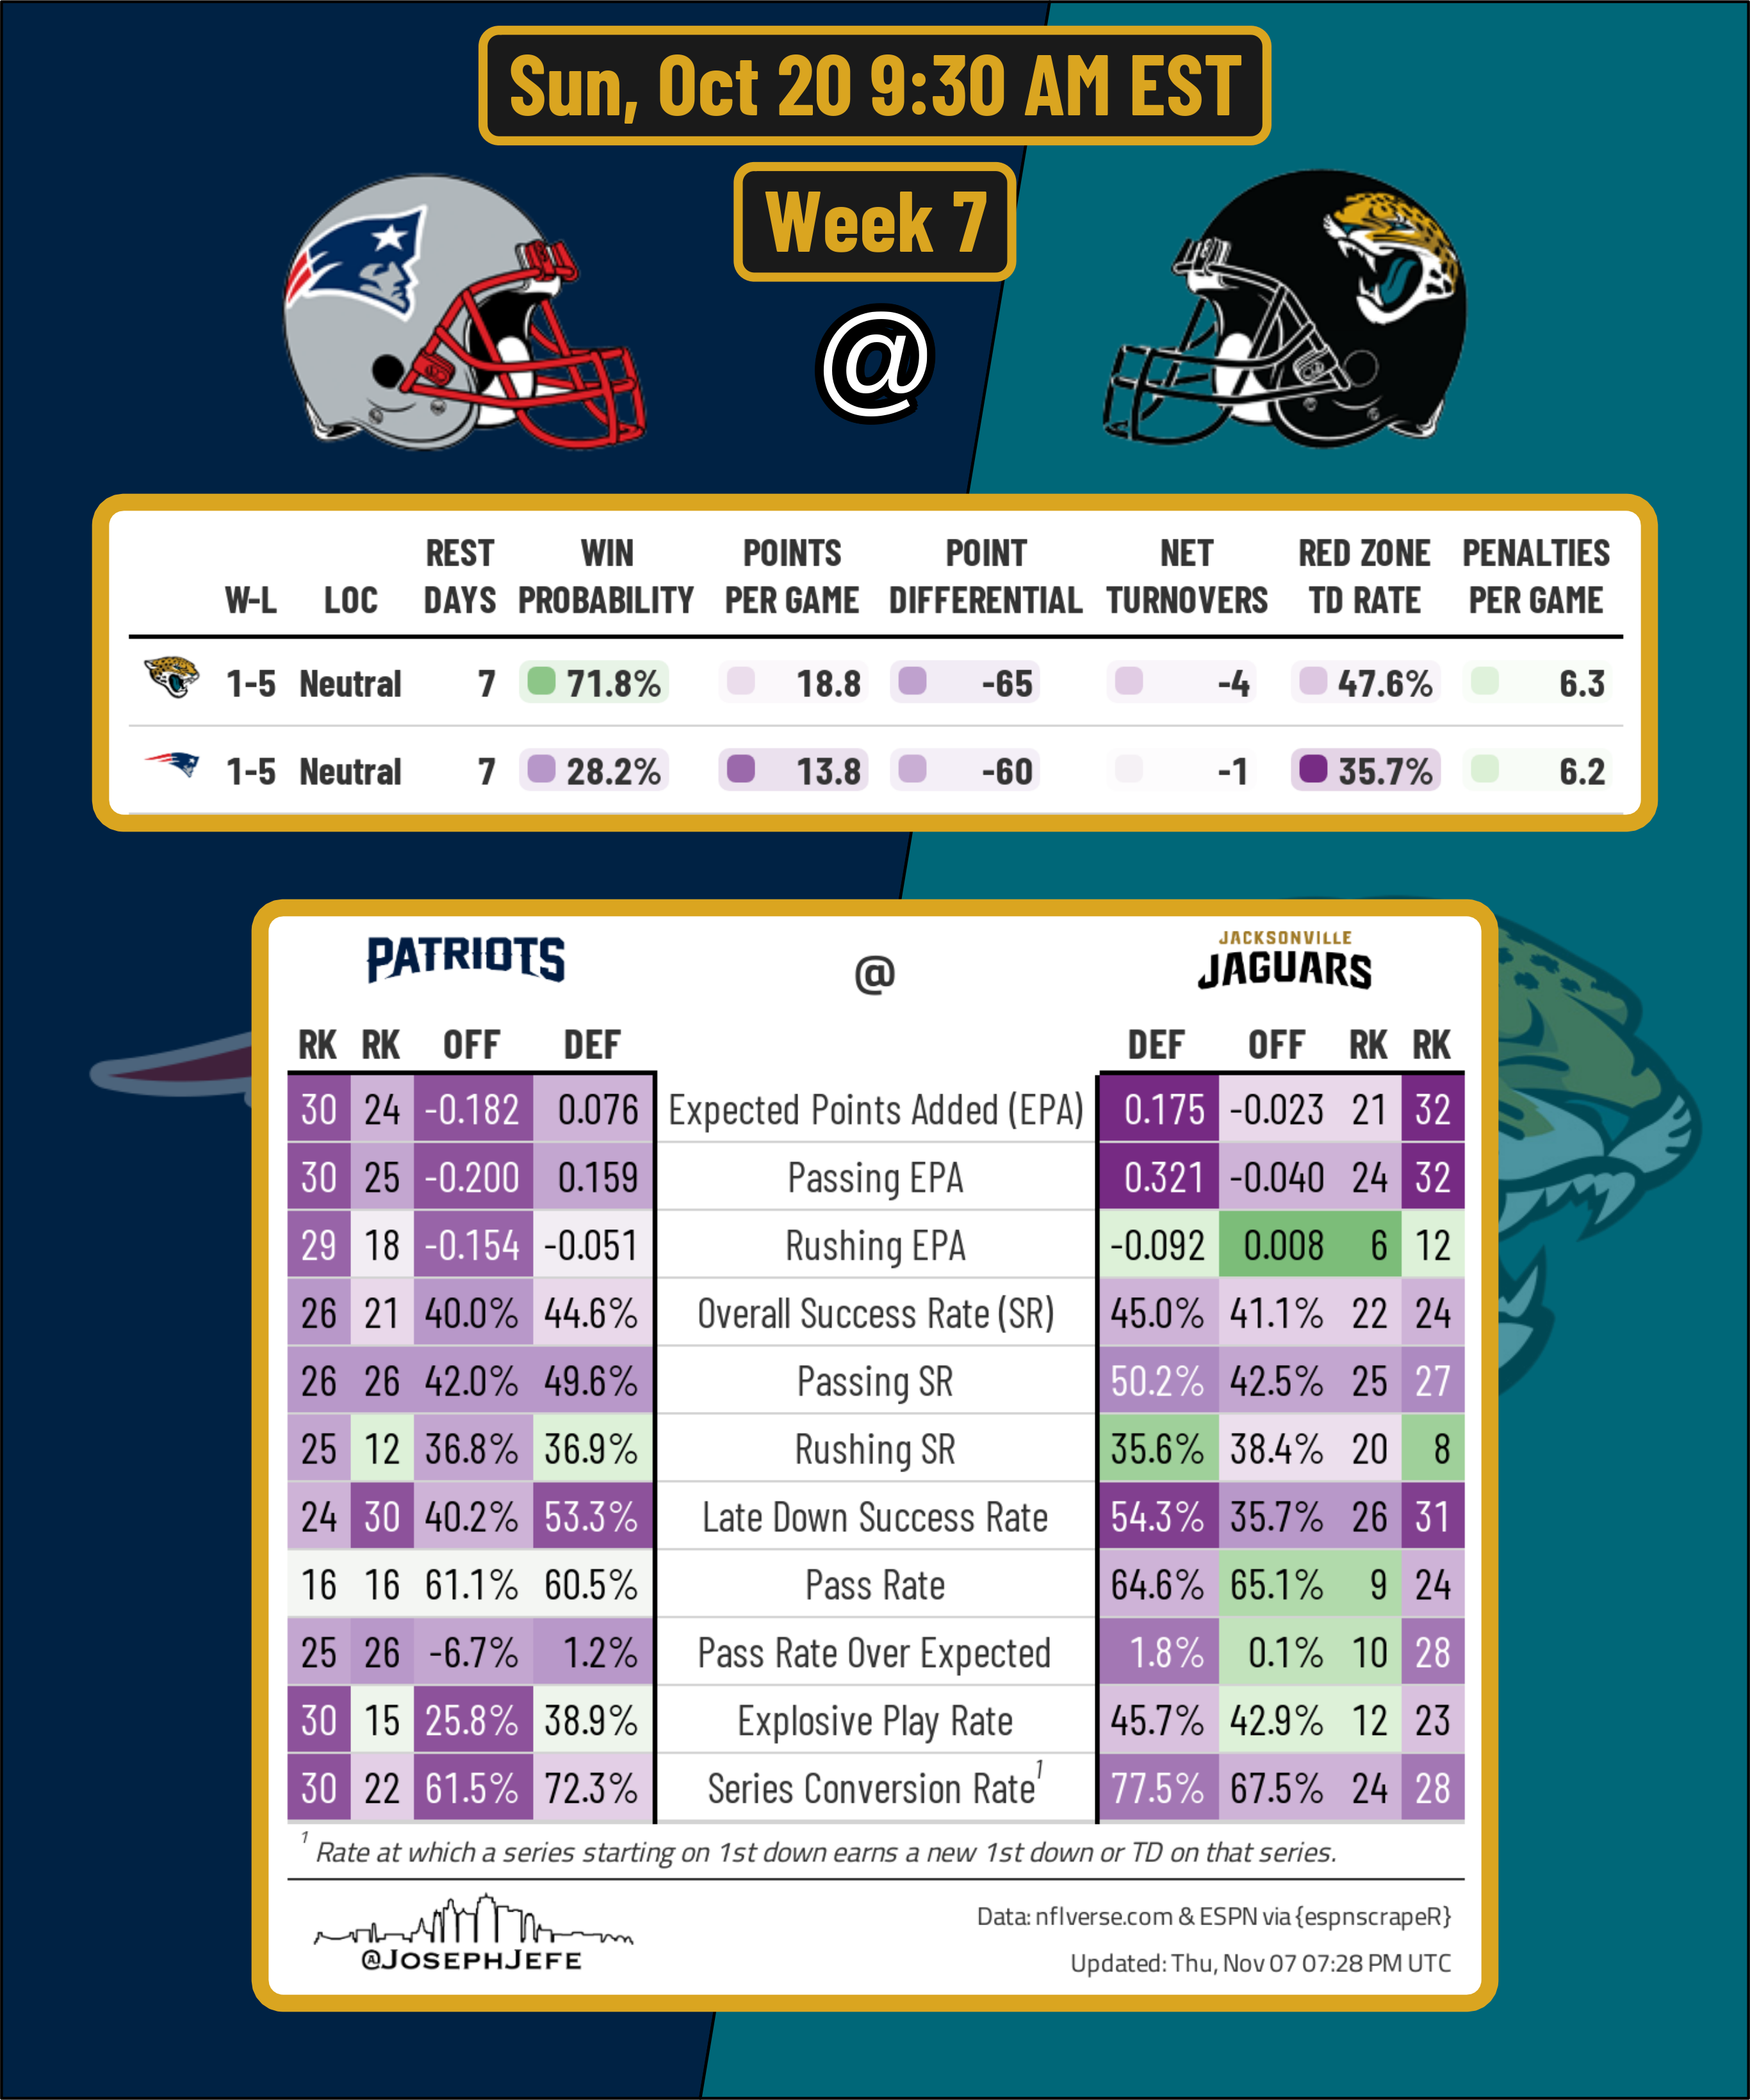 Sun, Oct 20 9:30 AM EST
Week 7
@
REST WIN POINTS POINT NET RED ZONE PENALTIES
W-L LOC DAYS PROBABILITY PER GAME DIFFERENTIAL TURNOVERS TD RATE PER GAME
1-5 Neutral 7 71.8% 18.8 -65 -4 47.6% 6.3
1-5 Neutral 7 28.2% 13.8 -60 -1 35.7% 6.2
PATRIOTS @ JACKSONVILLE JAGUARS
RK RK OFF DEF DEF OFF RK RK
30 24 -0.182 0.076 Expected Points Added (EPA) 0.175 -0.023 21 32
30 25 -0.200 0.159 Passing EPA 0.321 -0.040 24 32
29 18 -0.154 -0.051 Rushing EPA -0.092 0.008 6 12
26 21 40.0% 44.6% Overall Success Rate (SR) 45.0% 41.1% 22 24
26 26 42.0% 49.6% Passing SR 50.2% 42.5% 25 27
25 12 36.8% 36.9% Rushing SR 35.6% 38.4% 20 8
24 30 40.2% 53.3% Late Down Success Rate 54.3% 35.7% 26 31
16 16 61.1% 60.5% Pass Rate 64.6% 65.1% 9 24
25 26 -6.7% 1.2% Pass Rate Over Expected 1.8% 0.1% 10 28
30 15 25.8% 38.9% Explosive Play Rate 45.7% 42.9% 12 23
30 22 61.5% 72.3% Series Conversion Rate¹ 77.5% 67.5% 24 28
¹ Rate at which a series starting on 1st down earns a new 1st down or TD on that series.
@JOSEPHJEFE
Data: nflverse.com & ESPN via {espnscrapeR}
Updated: Thu, Nov 07 07:28 PM UTC